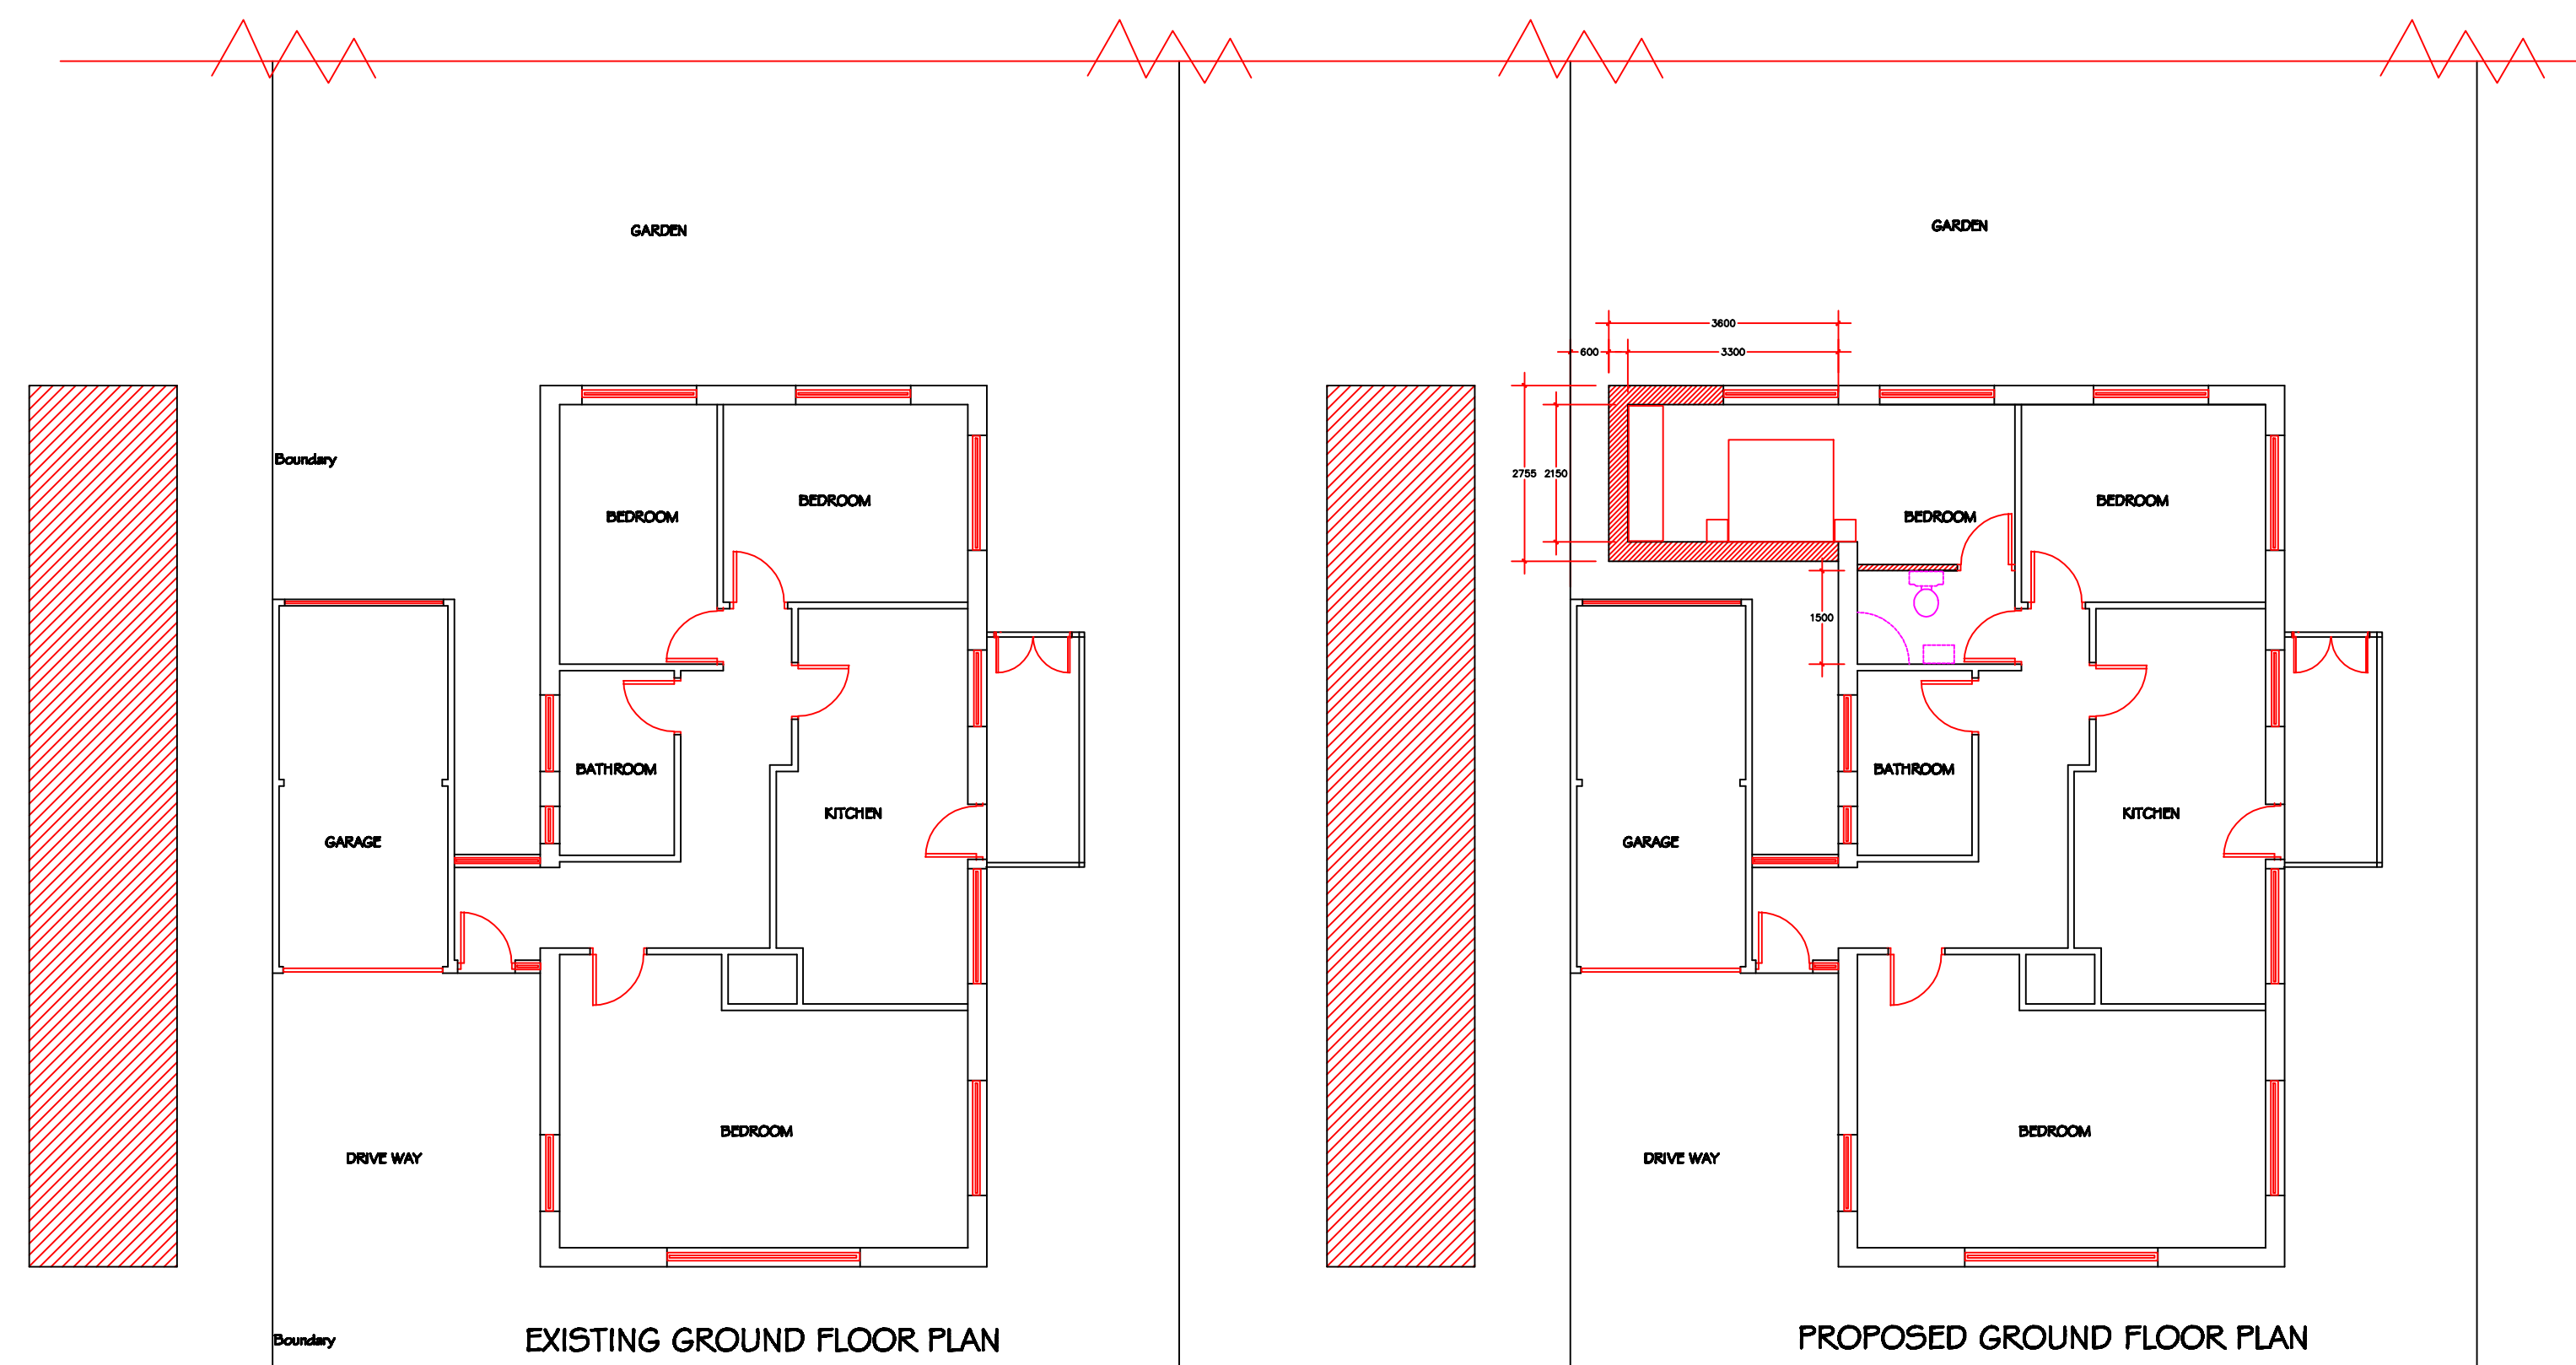 GARDEN
Boundary
BEDROOM
BEDROOM
BATHROOM
KITCHEN
GARAGE
BEDROOM
DRIVE WAY
Boundary
EXISTING GROUND FLOOR PLAN
GARDEN
3600
600
3300
2755
2150
BEDROOM
BEDROOM
1500
BATHROOM
KITCHEN
GARAGE
BEDROOM
DRIVE WAY
PROPOSED GROUND FLOOR PLAN